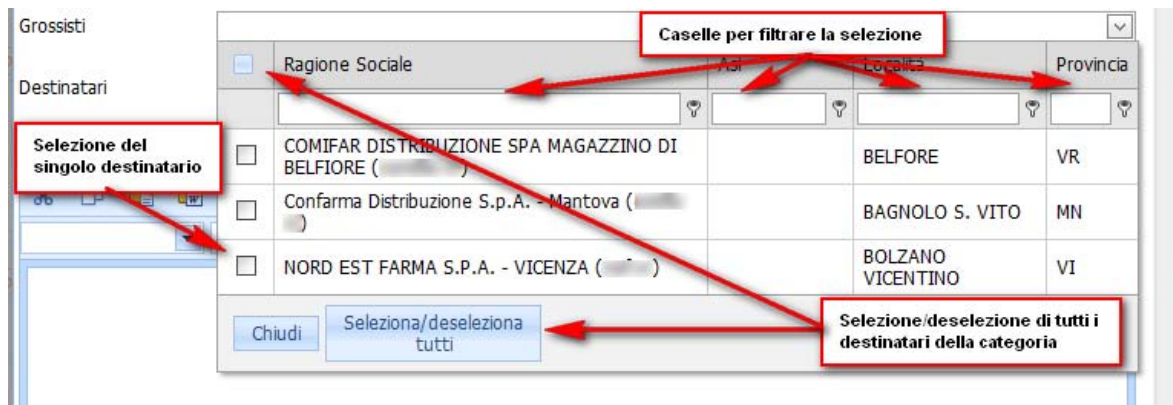 Grossisti
Caselle per filtrare la selezione
Ragione Sociale
Asl
Località
Provincia
Destinatari
Selezione del
singolo destinatario
COMIFAR DISTRIBUZIONE SPA MAGAZZINO DI
BELFIORE ( )
BELFORE
VR
Confarma Distribuzione S.p.A. - Mantova (
)
BAGNOLO S. VITO
MN
NORD EST FARMA S.P.A. - VICENZA ( )
BOLZANO
VICENTINO
VI
Chiudi
Seleziona/deseleziona
tutti
Selezione/deselezione di tutti i
destinatari della categoria